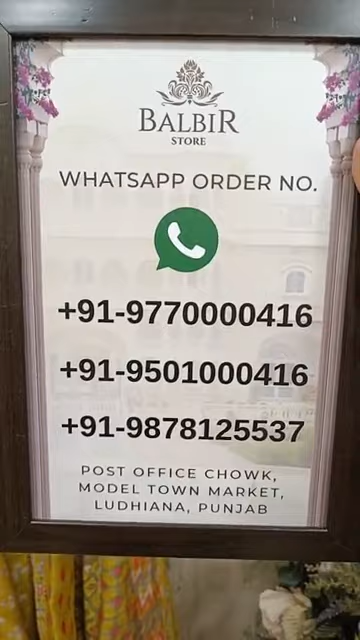 BALBIR
STORE
WHATSAPP ORDER NO.
+91-9770000416
+91-9501000416
+91-9878125537
POST OFFICE CHOWK,
MODEL TOWN MARKET,
LUDHIANA, PUNJAB